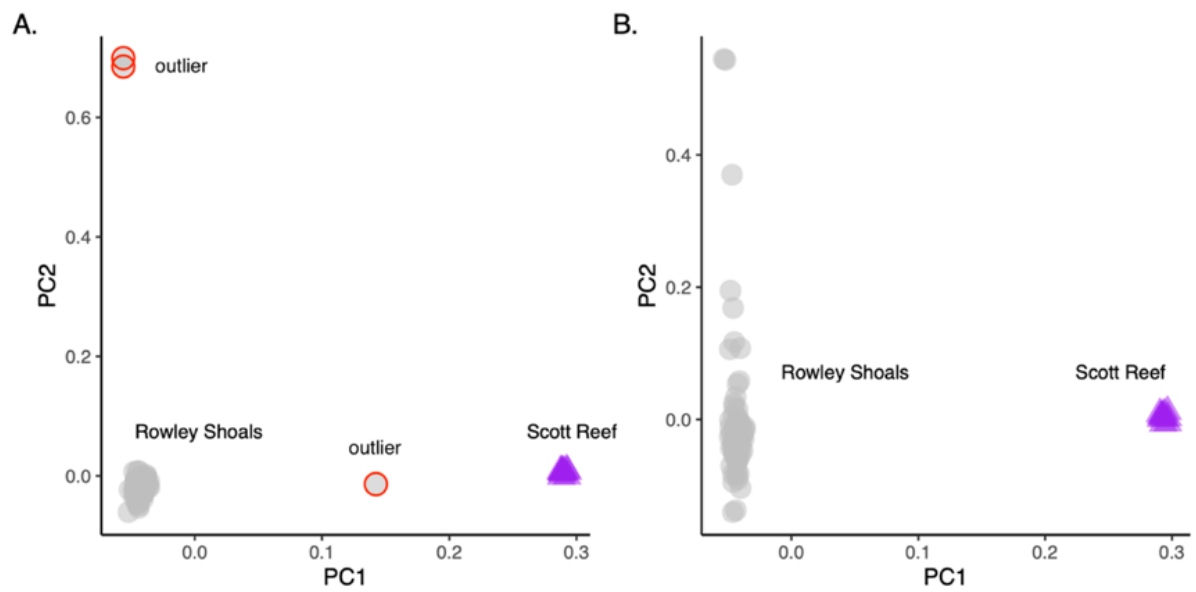 A.
outlier
0.6
0.4
PC2
0.2
Rowley Shoals
outlier
Scott Reef
0.0
0.0 0.1 0.2 0.3
PC1
B.
0.4
PC2
0.2
Rowley Shoals
Scott Reef
0.0
0.0 0.1 0.2 0.3
PC1